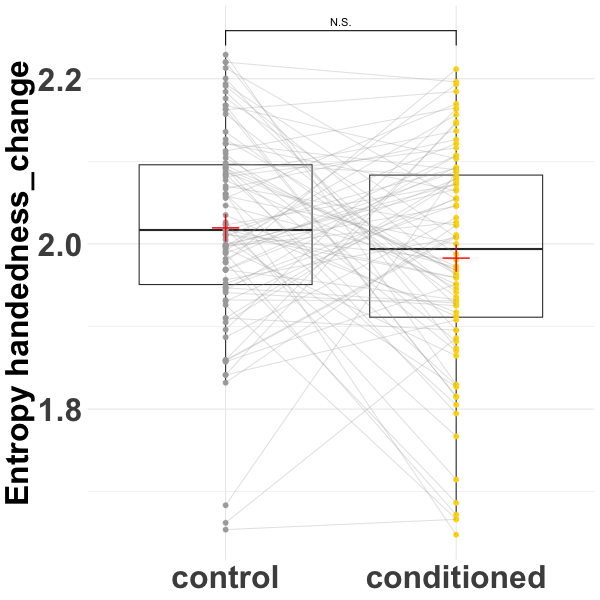 N.S.
Entropy handedness_change
2.2
2.0
1.8
control conditioned